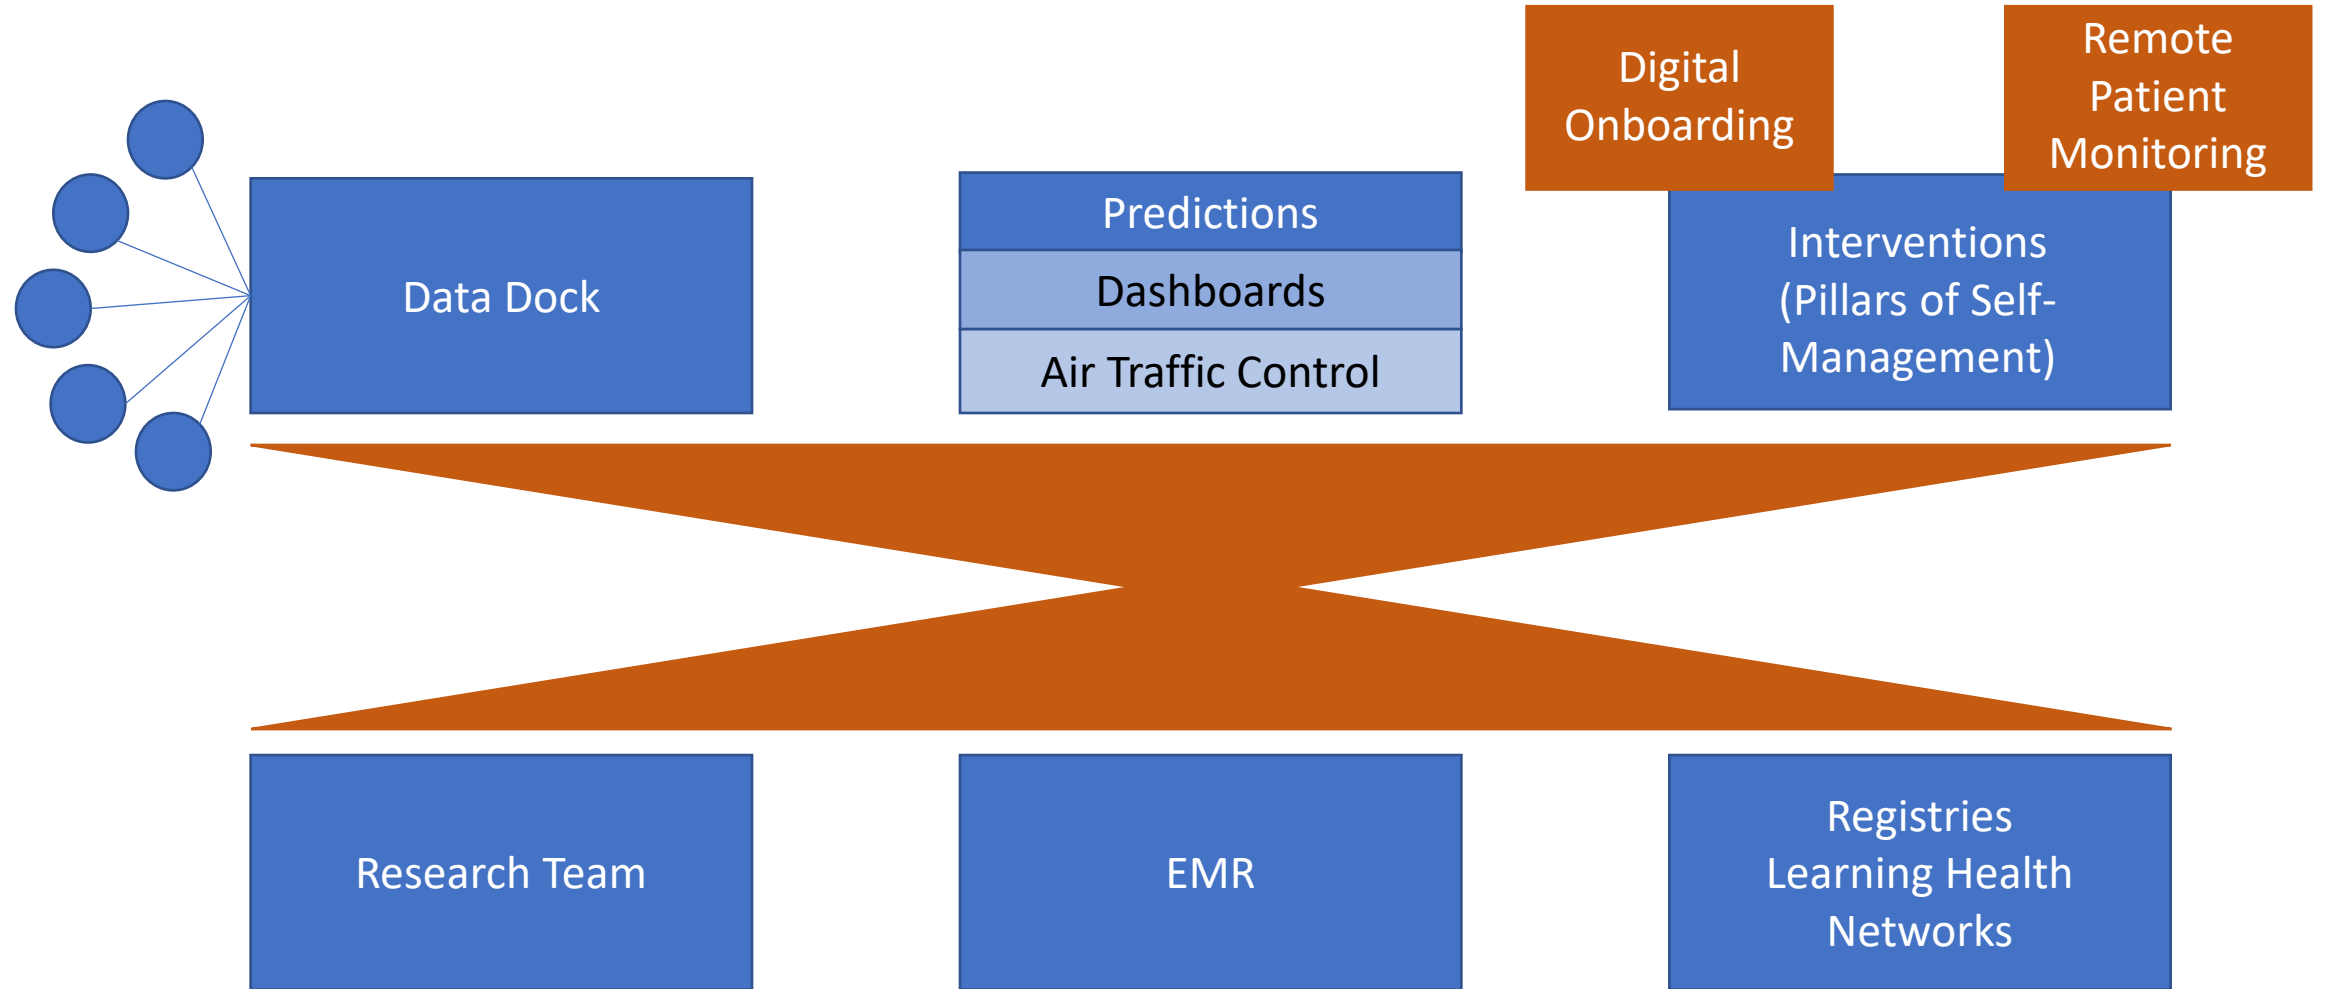 Digital
Onboarding
Remote
Patient
Monitoring
Data Dock
Predictions
Dashboards
Air Traffic Control
Interventions
(Pillars of Self-
Management)
Research Team
EMR
Registries
Learning Health
Networks